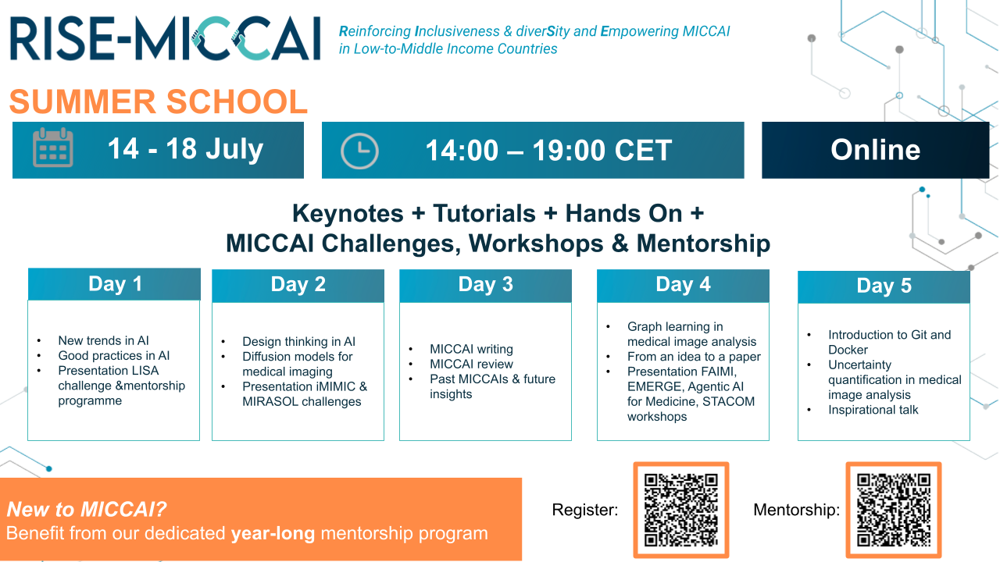 RISE-MICCAI
Reinforcing Inclusiveness & diverSity and Empowering MICCAI
in Low-to-Middle Income Countries
SUMMER SCHOOL
14 - 18 July
14:00 – 19:00 CET
Online
Keynotes + Tutorials + Hands On +
MICCAI Challenges, Workshops & Mentorship
Day 1
• New trends in AI
• Good practices in AI
• Presentation LISA
challenge &mentorship
programme
Day 2
• Design thinking in AI
• Diffusion models for
medical imaging
• Presentation iMIMIC &
MIRASOL challenges
Day 3
• MICCAI writing
• MICCAI review
• Past MICCAIs & future
insights
Day 4
• Graph learning in
medical image analysis
• From an idea to a paper
• Presentation FAIMI,
EMERGE, Agentic AI
for Medicine, STACOM
workshops
Day 5
• Introduction to Git and
Docker
• Uncertainty
quantification in medical
image analysis
• Inspirational talk
New to MICCAI?
Benefit from our dedicated year-long mentorship program
Register:
Mentorship: